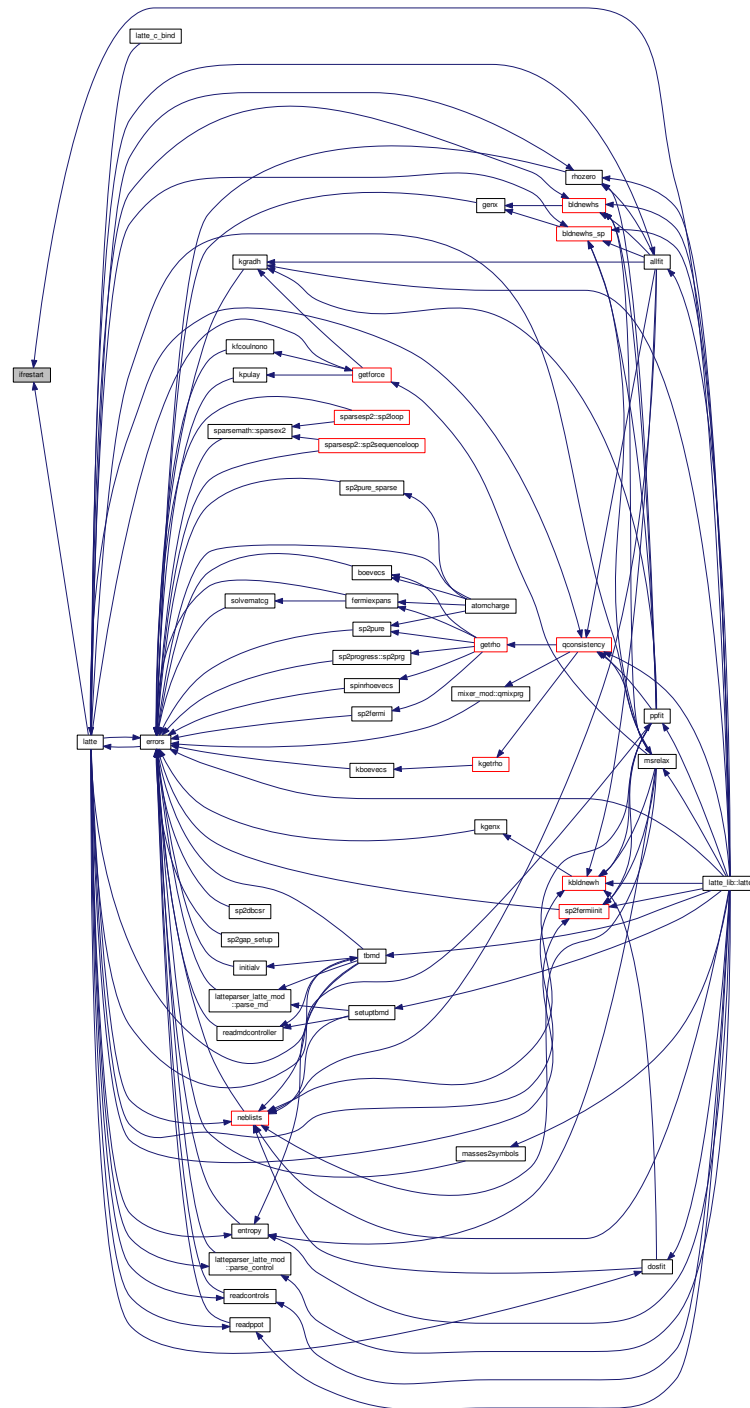 latte_c_bind
rhozero
bldnewhs
genx
bldnewhs_sp
kgradh
allfit
kfcoulnono
ifrestart
kpulay
getforce
sparsesp2::sp2loop
sparsemath::sparsex2
sparsesp2::sp2sequenceloop
sp2pure_sparse
boevecs
solvematcg
fermiexpans
atomcharge
sp2pure
getrho
qconsistency
sp2progress::sp2prg
spinrhoevecs
mixer_mod::qmixprg
sp2fermi
ppfit
latte
errors
msrelax
kboevecs
kgetrho
kgenx
kbldnewh
latte_lib::latte
sp2dbcsr
sp2fermiinit
sp2gap_setup
tbmd
initialv
latteparser_latte_mod
::parse_md
setuptbmd
readmdcontroller
neblists
masses2symbols
entropy
latteparser_latte_mod
::parse_control
dosfit
readcontrols
readppot